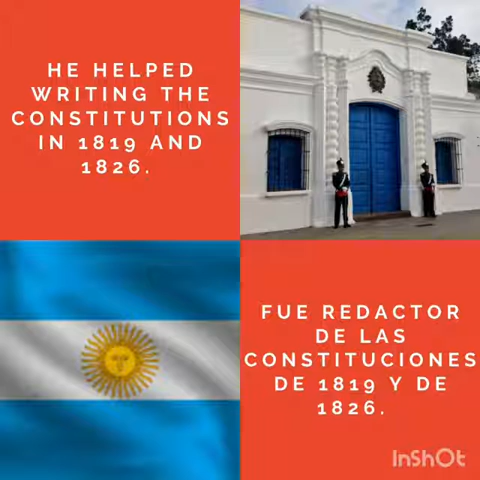 HE HELPED
WRITING THE
CONSTITUTIONS
IN 1819 AND
1826.
FUE REDACTOR
DE LAS
CONSTITUCIONES
DE 1819 Y DE
1826.
InShOt